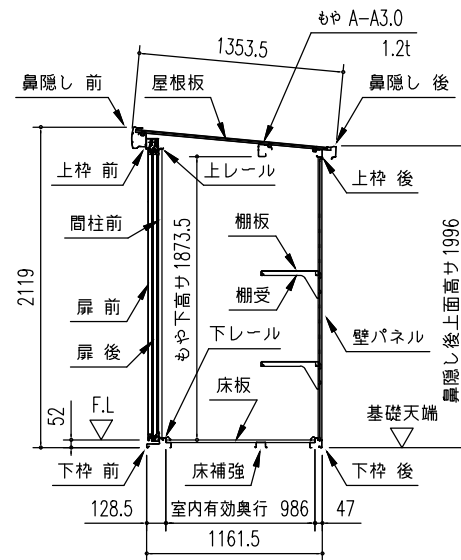 もや A-A3.0
1353.5
1.2t
鼻隠し 前
屋根板
鼻隠し 後
上枠 前
上レール
上枠 後
間柱前
棚板
もや下高サ1873.5
棚受
2119
鼻隠し後上面高サ1996
扉 前
下レール
壁パネル
扉 後
床板
52
F.L
基礎天端
下枠 前
床補強
下枠 後
128.5
室内有効奥行 986
47
1161.5